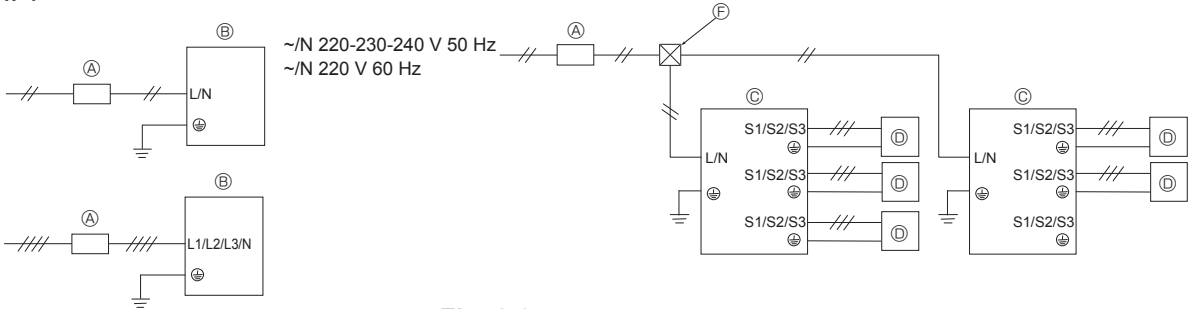 Ⓐ
Ⓑ
L/N
~/N 220-230-240 V 50 Hz
~/N 220 V 60 Hz
Ⓐ
Ⓑ
L1/L2/L3/N
Ⓐ
Ⓕ
Ⓒ
L/N
S1/S2/S3
Ⓓ
S1/S2/S3
Ⓓ
S1/S2/S3
Ⓓ
Ⓒ
L/N
S1/S2/S3
Ⓓ
S1/S2/S3
Ⓓ
S1/S2/S3